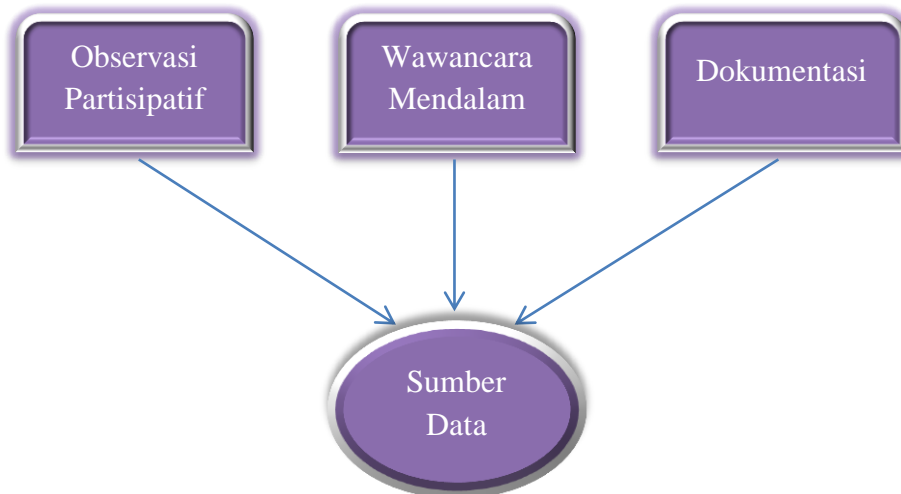 Observasi
Partisipatif
Wawancara
Mendalam
Dokumentasi
Sumber
Data